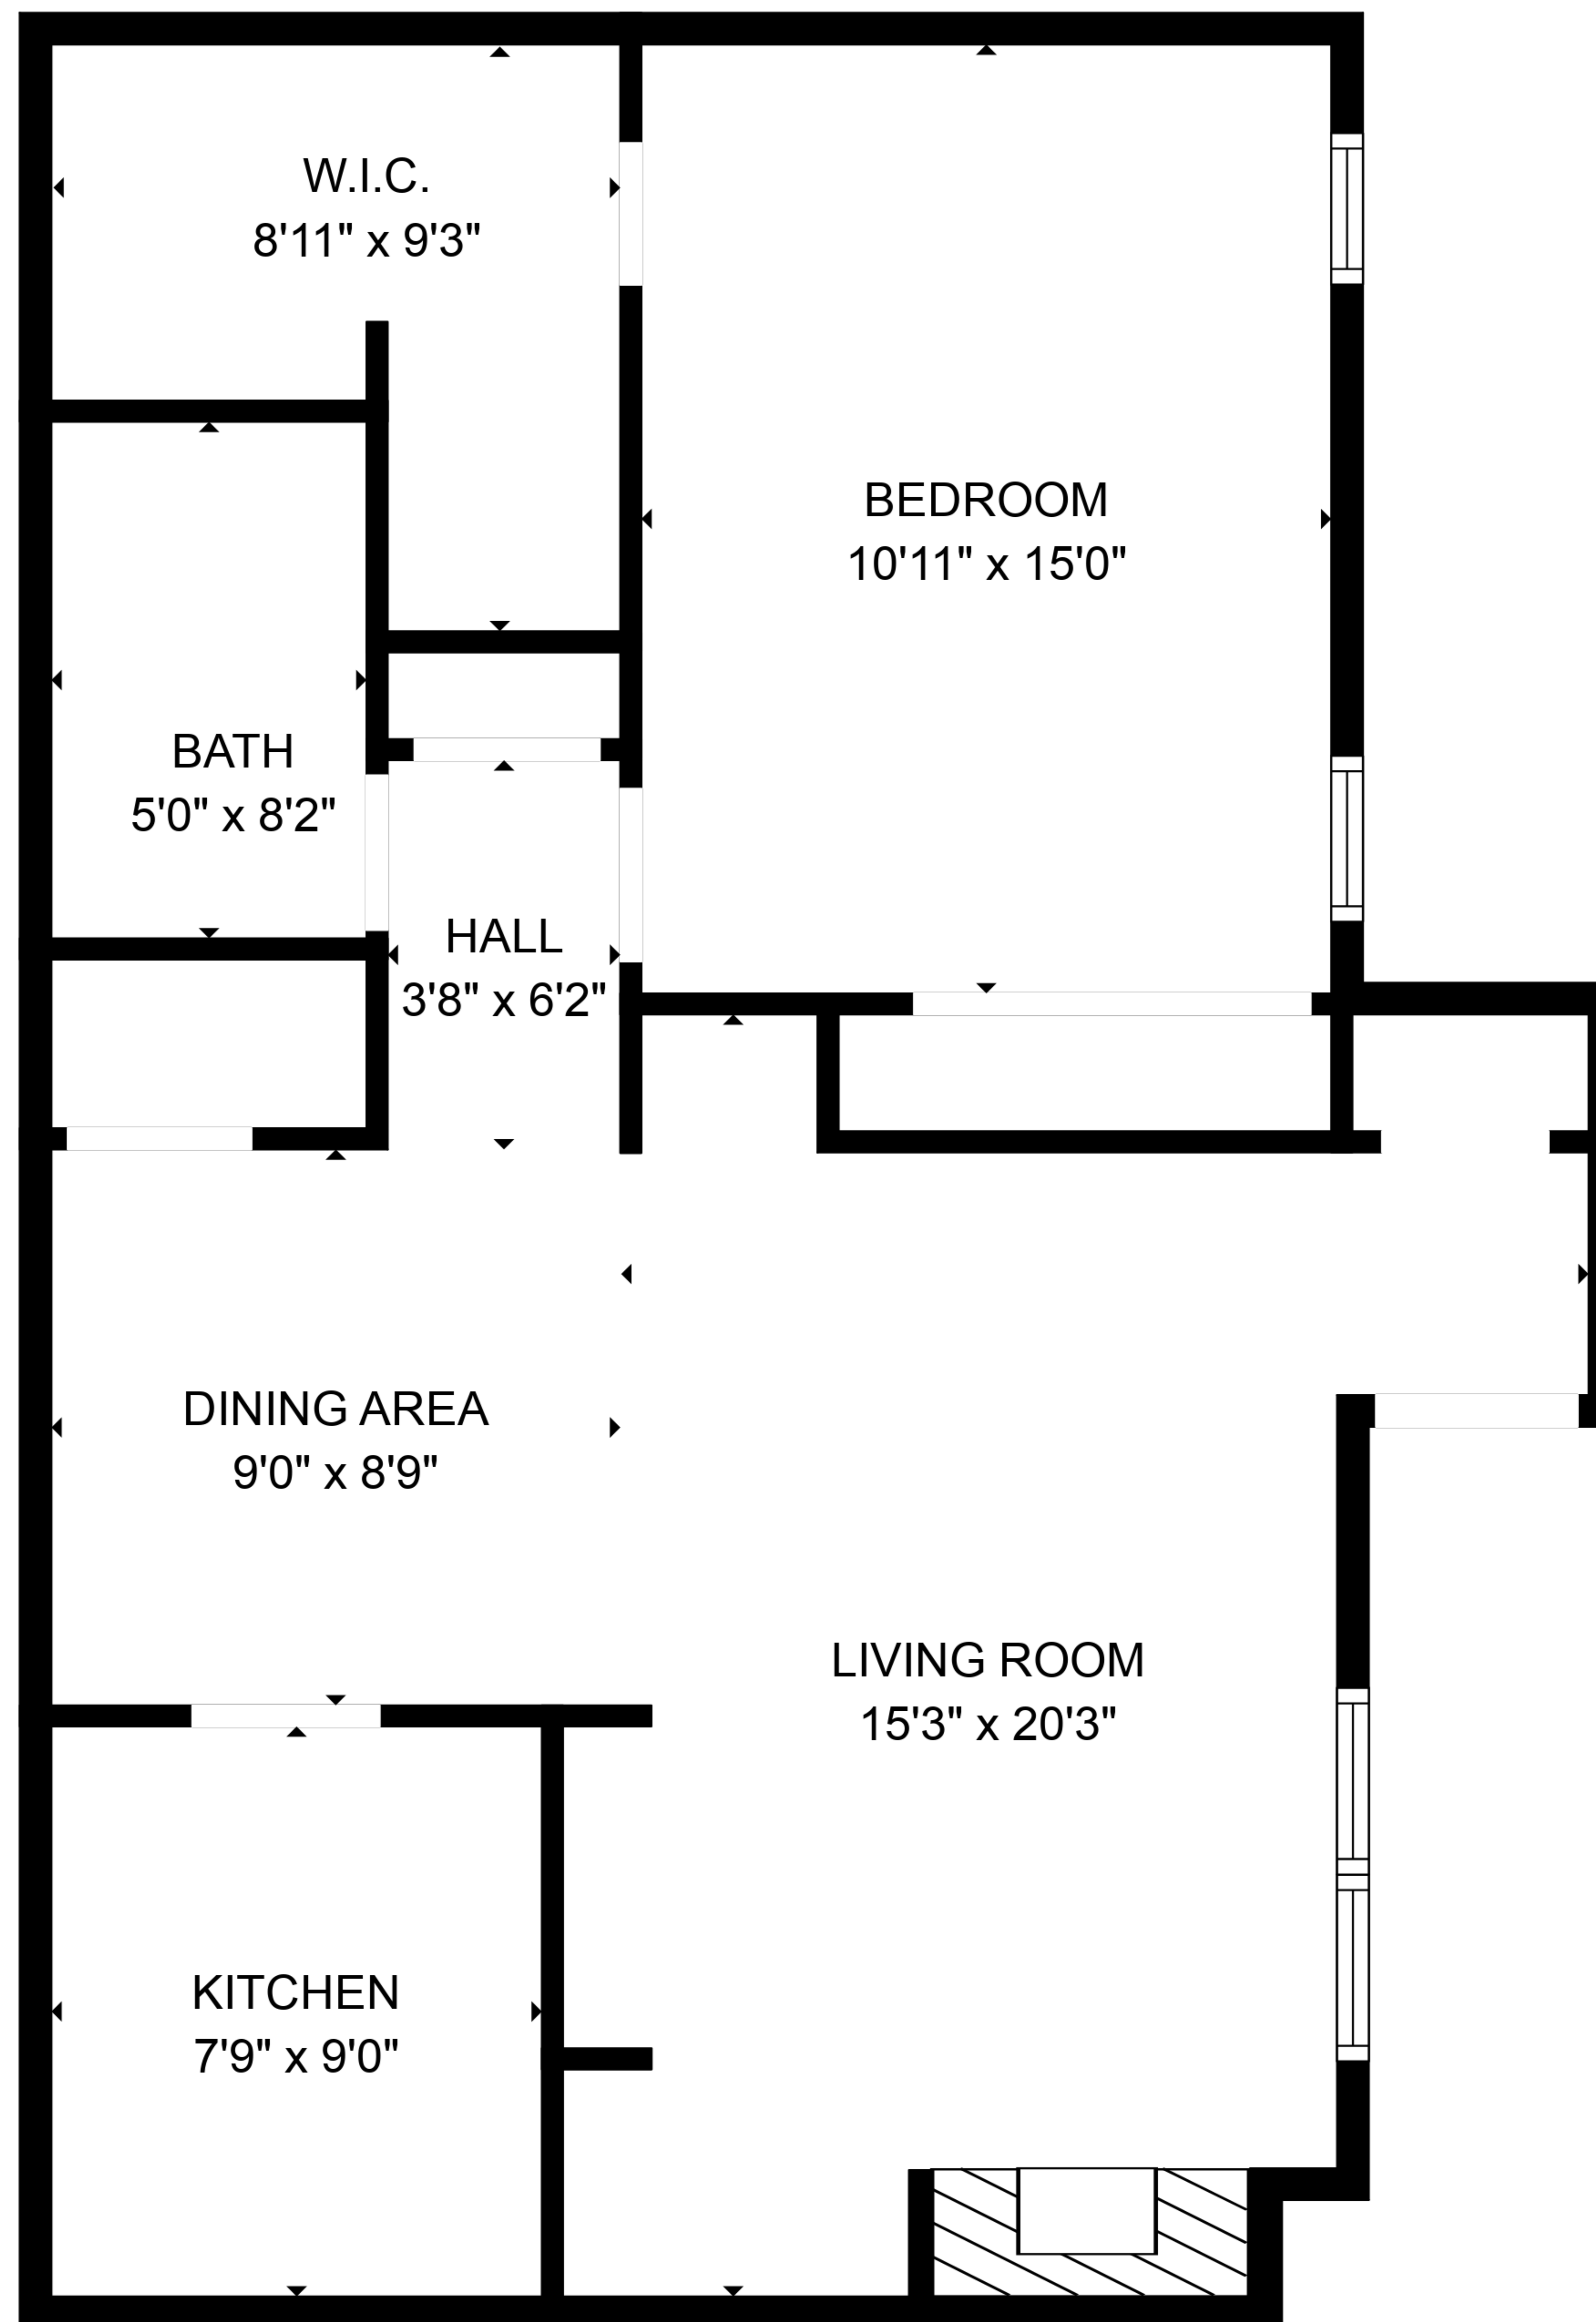 W.I.C.
8'11" x 9'3"
BEDROOM
10'11" x 15'0"
BATH
5'0" x 8'2"
HALL
3'8" x 6'2"
DINING AREA
9'0" x 8'9"
LIVING ROOM
15'3" x 20'3"
KITCHEN
7'9" x 9'0"